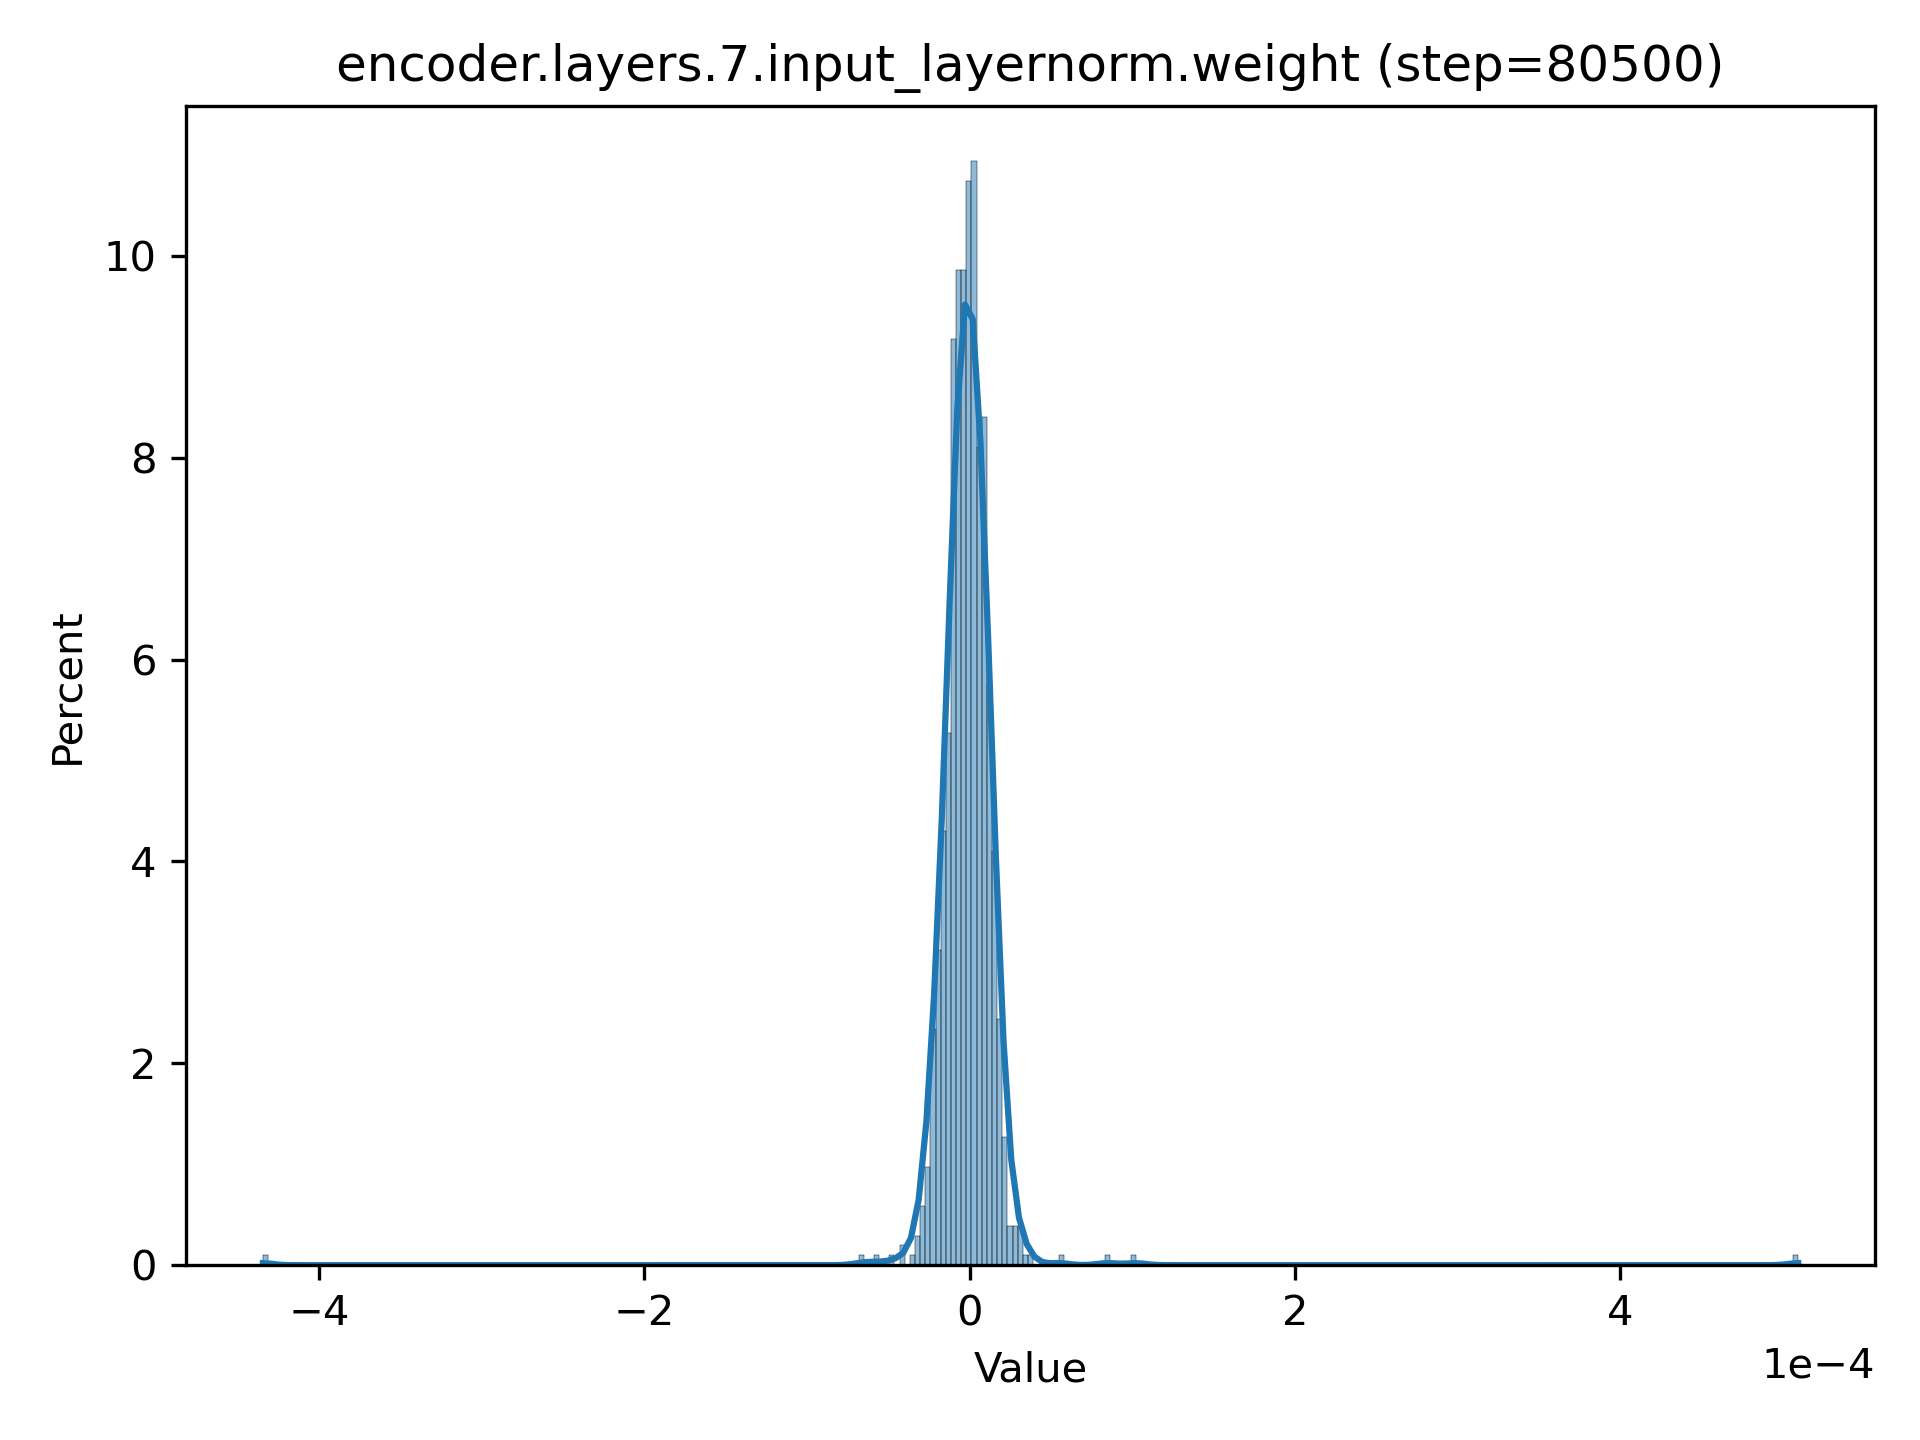 encoder.layers.7.input_layernorm.weight (step=80500)
Percent
10
8
6
4
2
0
−4
−2
0
2
4
Value
1e−4